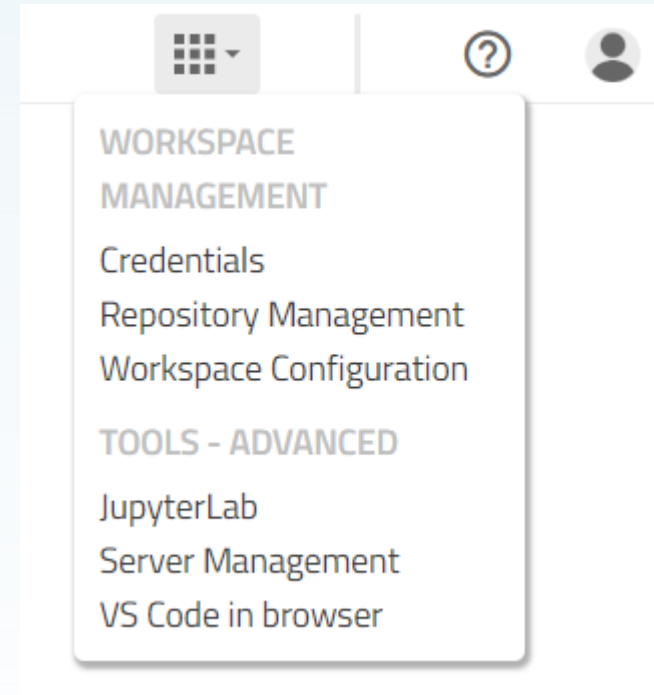 WORKSPACE
MANAGEMENT
Credentials
Repository Management
Workspace Configuration
TOOLS - ADVANCED
JupyterLab
Server Management
VS Code in browser